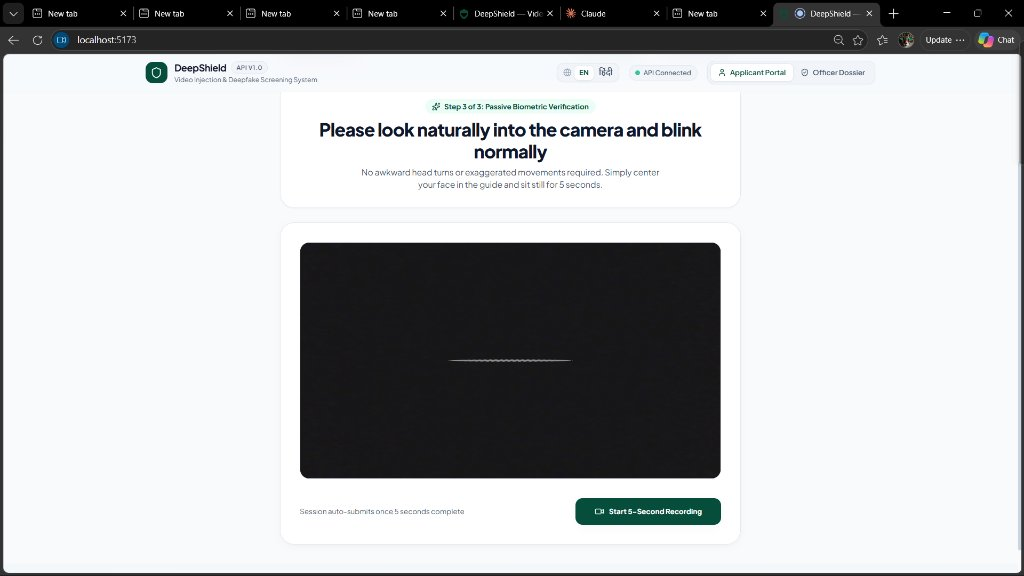 New tab
New tab
New tab
New tab
DeepShield — Vide
Claude
New tab
DeepShield —
localhost:5173
Update
Chat
DeepShield
API V1.0
Video Injection & Deepfake Screening System
EN
हिंदी
API Connected
Applicant Portal
Officer Dossier
Step 3 of 3: Passive Biometric Verification
Please look naturally into the camera and blink
normally
No awkward head turns or exaggerated movements required. Simply center
your face in the guide and sit still for 5 seconds.
Session auto-submits once 5 seconds complete
Start 5-Second Recording